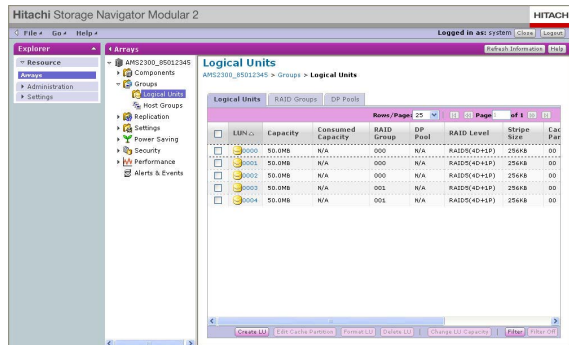 Hitachi Storage Navigator Modular 2
HITACHI
File Go Help
Logged in as: system Close Logout
Explorer
Arrays
Refresh Information Help
Resource
Arrays
Administration
Settings
AMS2300_85012345
Components
Groups
Logical Units
Host Groups
Replication
Settings
Power Saving
Security
Performance
Alerts & Events
Logical Units
AMS2300_85012345 > Groups > Logical Units
Logical Units RAID Groups DP Pools
Rows/Page: 25 Page 1 of 1
LUN Capacity Consumed Capacity RAID Group DP Pool RAID Level Stripe Size Cac Par
0000 50.0MB N/A 000 N/A RAID5(4D+1P) 256KB 00
0001 50.0MB N/A 000 N/A RAID5(4D+1P) 256KB 00
0002 50.0MB N/A 000 N/A RAID5(4D+1P) 256KB 00
0003 50.0MB N/A 001 N/A RAID5(4D+1P) 256KB 00
0004 50.0MB N/A 001 N/A RAID5(4D+1P) 256KB 00
Create LU Edit Cache Partition Format LU Delete LU Change LU Capacity Filter Filter Off